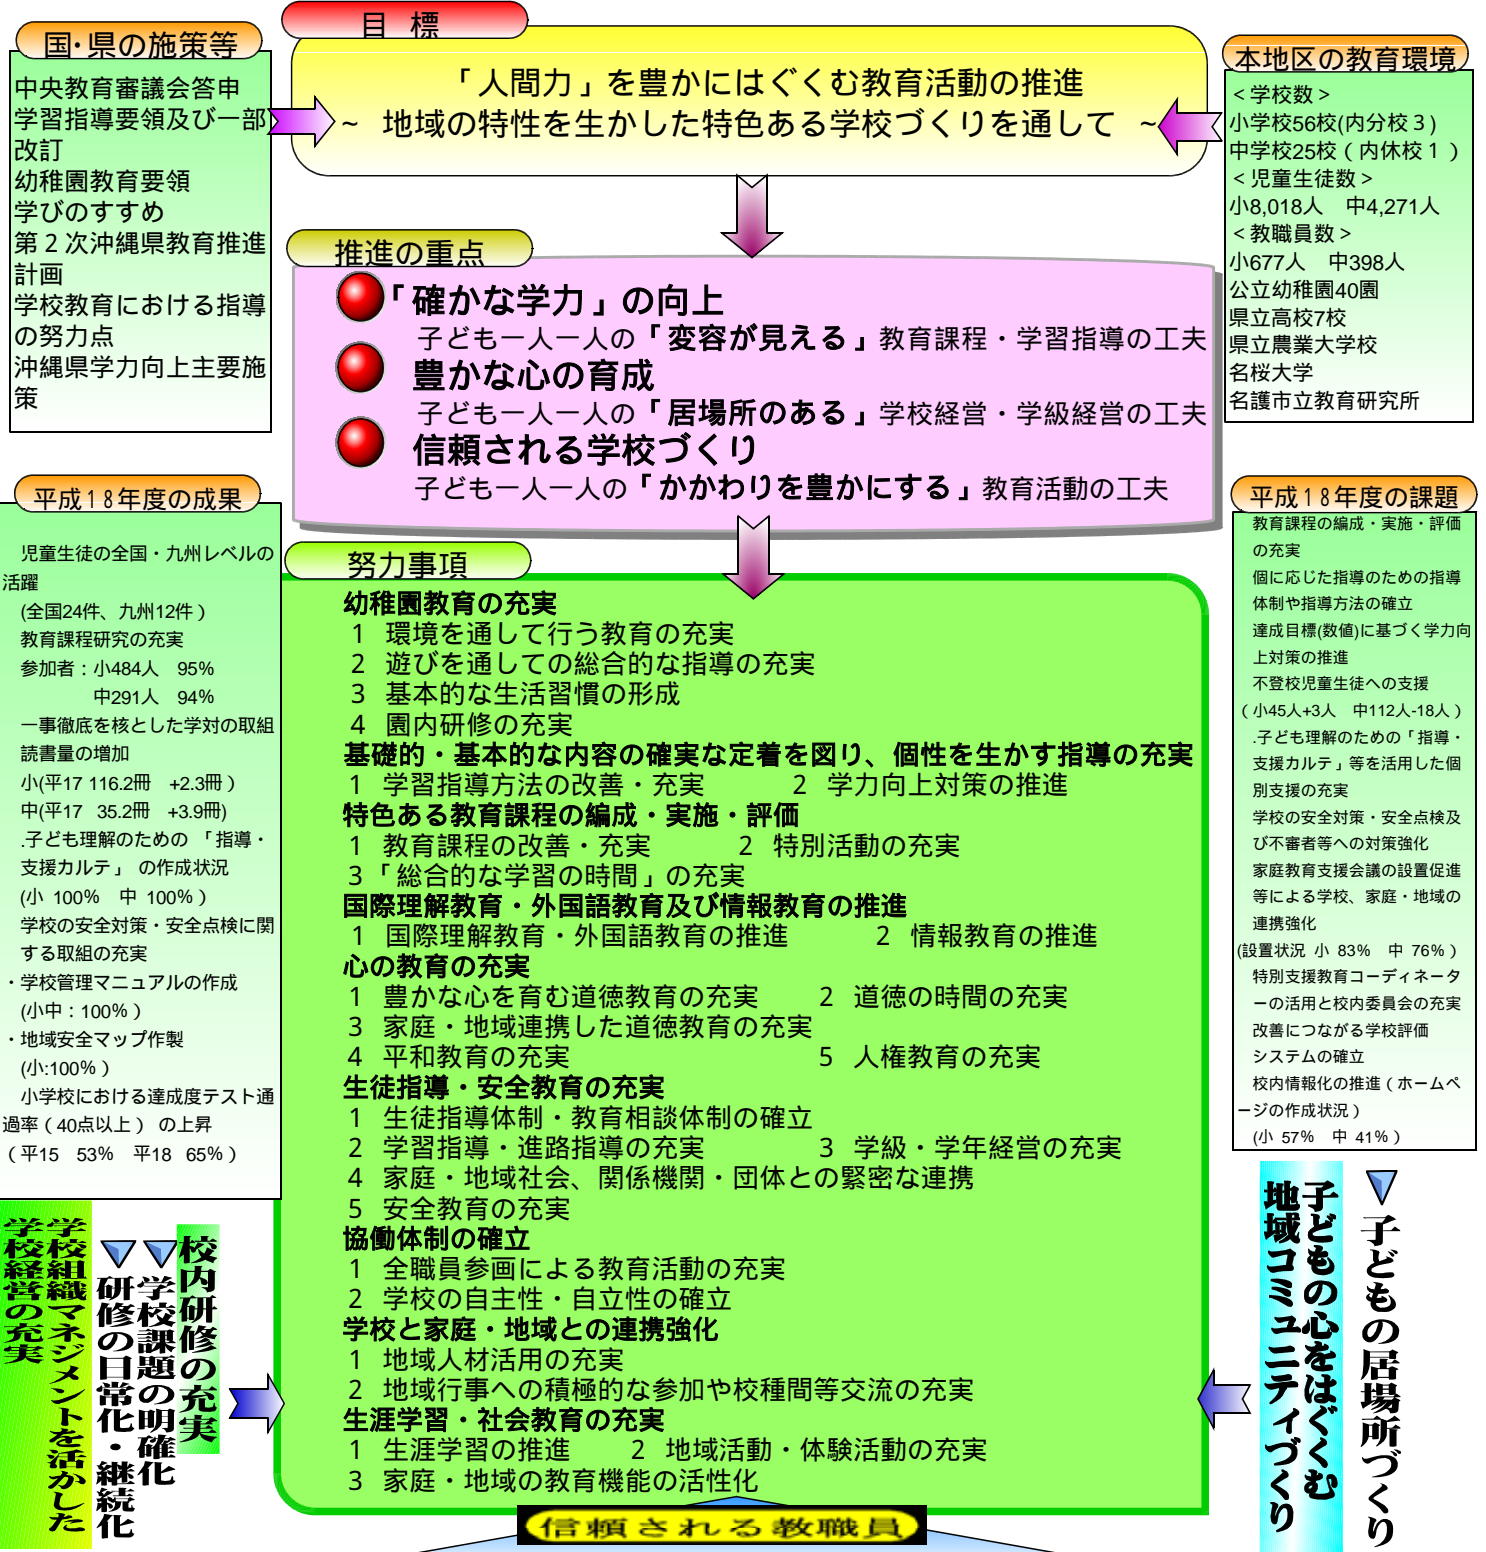 目 標
「人間力」を豊かにはぐくむ教育活動の推進
~ 地域の特性を生かした特色ある学校づくりを通して ~
国・県の施策等
中央教育審議会答申
学習指導要領及び一部
改訂
幼稚園教育要領
学びのすすめ
第2次沖縄県教育推進
計画
学校教育における指導
の努力点
沖縄県学力向上主要施
策
本地区の教育環境
<学校数>
小学校56校(内分校3)
中学校25校(内休校1)
<児童生徒数>
小8,018人 中4,271人
<教職員数>
小677人 中398人
公立幼稚園40園
県立高校7校
県立農業大学校
名桜大学
名護市立教育研究所
推進の重点
「確かな学力」の向上
子ども一人一人の「変容が見える」教育課程・学習指導の工夫
豊かな心の育成
子ども一人一人の「居場所のある」学校経営・学級経営の工夫
信頼される学校づくり
子ども一人一人の「かかわりを豊かにする」教育活動の工夫
平成18年度の成果
児童生徒の全国・九州レベルの
活躍
(全国24件、九州12件)
教育課程研究の充実
参加者：小484人 95%
中291人 94%
一事徹底を核とした学対の取組
読書量の増加
小(平17 116.2冊 +2.3冊)
中(平17 35.2冊 +3.9冊)
.子ども理解のための 「指導・
支援カルテ」 の作成状況
(小 100% 中 100%)
学校の安全対策・安全点検に関
する取組の充実
・学校管理マニュアルの作成
(小中：100%)
・地域安全マップ作製
(小:100%)
小学校における達成度テスト通
過率(40点以上) の上昇
(平15 53% 平18 65%)
平成18年度の課題
教育課程の編成・実施・評価
の充実
個に応じた指導のための指導
体制や指導方法の確立
達成目標(数値)に基づく学力向
上対策の推進
不登校児童生徒への支援
(小45人+3人 中112人-18人)
.子ども理解のための「指導・
支援カルテ」等を活用した個
別支援の充実
学校の安全対策・安全点検及
び不審者等への対策強化
家庭教育支援会議の設置促進
等による学校、家庭・地域の
連携強化
(設置状況 小 83% 中 76%)
特別支援教育コーディネータ
ーの活用と校内委員会の充実
改善につながる学校評価
システムの確立
校内情報化の推進(ホームペ
ージの作成状況)
(小 57% 中 41%)
努力事項
幼稚園教育の充実
1 環境を通して行う教育の充実
2 遊びを通しての総合的な指導の充実
3 基本的な生活習慣の形成
4 園内研修の充実
基礎的・基本的な内容の確実な定着を図り、個性を生かす指導の充実
1 学習指導方法の改善・充実 2 学力向上対策の推進
特色ある教育課程の編成・実施・評価
1 教育課程の改善・充実 2 特別活動の充実
3「総合的な学習の時間」の充実
国際理解教育・外国語教育及び情報教育の推進
1 国際理解教育・外国語教育の推進 2 情報教育の推進
心の教育の充実
1 豊かな心を育む道徳教育の充実 2 道徳の時間の充実
3 家庭・地域連携した道徳教育の充実
4 平和教育の充実 5 人権教育の充実
生徒指導・安全教育の充実
1 生徒指導体制・教育相談体制の確立
2 学習指導・進路指導の充実 3 学級・学年経営の充実
4 家庭・地域社会、関係機関・団体との緊密な連携
5 安全教育の充実
協働体制の確立
1 全職員参画による教育活動の充実
2 学校の自主性・自立性の確立
学校と家庭・地域との連携強化
1 地域人材活用の充実
2 地域行事への積極的な参加や校種間等交流の充実
生涯学習・社会教育の充実
1 生涯学習の推進 2 地域活動・体験活動の充実
3 家庭・地域の教育機能の活性化
校内研修の充実
学校課題の明確化
研修の日常化・継続化
学校組織マネジメントを活かした
学校経営の充実
子どもの居場所づくり
子どもの心をはぐくむ
地域コミュニティづくり
信頼される教職員